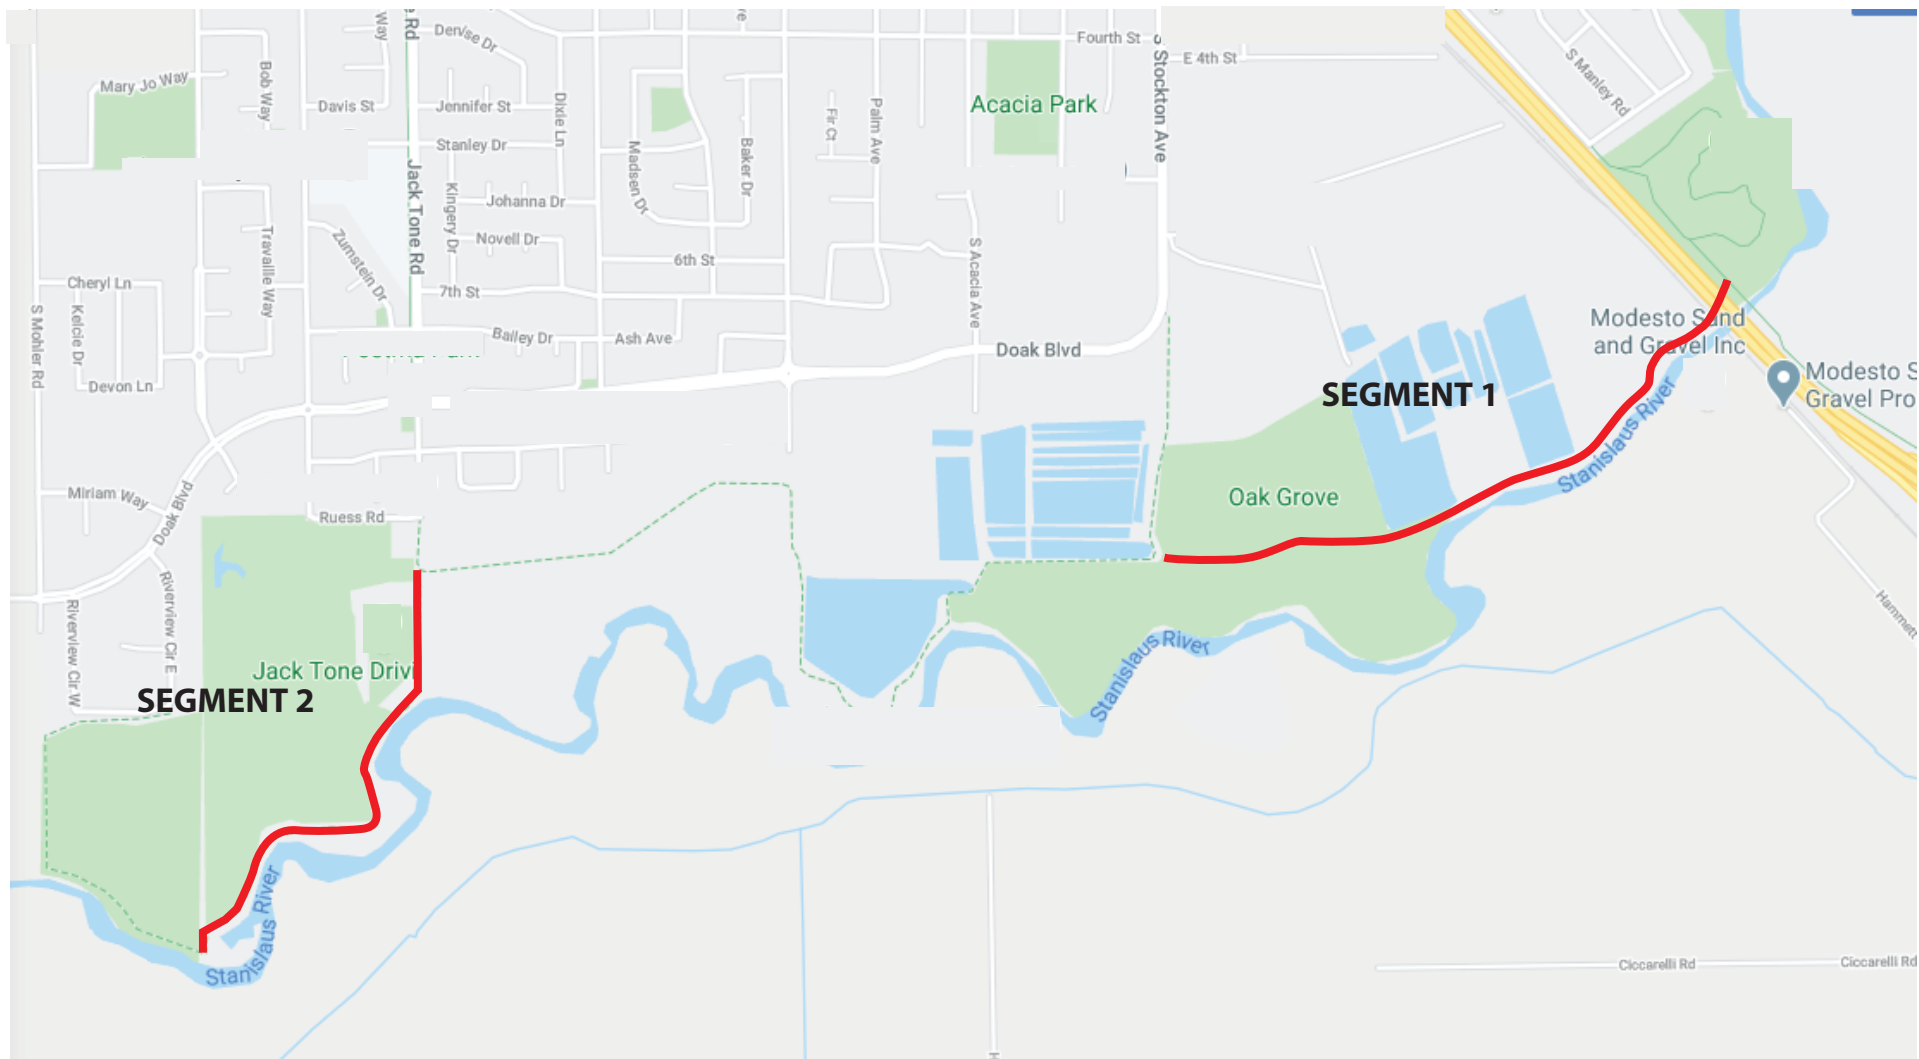 Way
e Rd
Denise Dr
re
Fourth St
S Stockton Ave
E 4th St
S Manley Rd
Mary Jo Way
Bob Way
Davis St
Jennifer St
Dixie Ln
Acacia Park
Fir Ct
Palm Ave
Stanley Dr
Madsen Dr
Baker Dr
Jack Tone Rd
Kingery Dr
Johanna Dr
Novell Dr
Travaille Way
Zumstein Dr
6th St
S Acacia Ave
Cheryl Ln
7th St
S Mohler Rd
Kelcie Dr
Bailey Dr
Ash Ave
Doak Blvd
Modesto Sand
and Gravel Inc
Devon Ln
Modesto S
Gravel Pro
SEGMENT 1
Stanislaus River
Miriam Way
Doak Blvd
Ruess Rd
Oak Grove
Riverview Cir W
Riverview Cir E
Hammett
Jack Tone Drivi
SEGMENT 2
Stanislaus River
Stanislaus River
Stanislaus
Ciccarelli Rd
Ciccarelli Rd
H